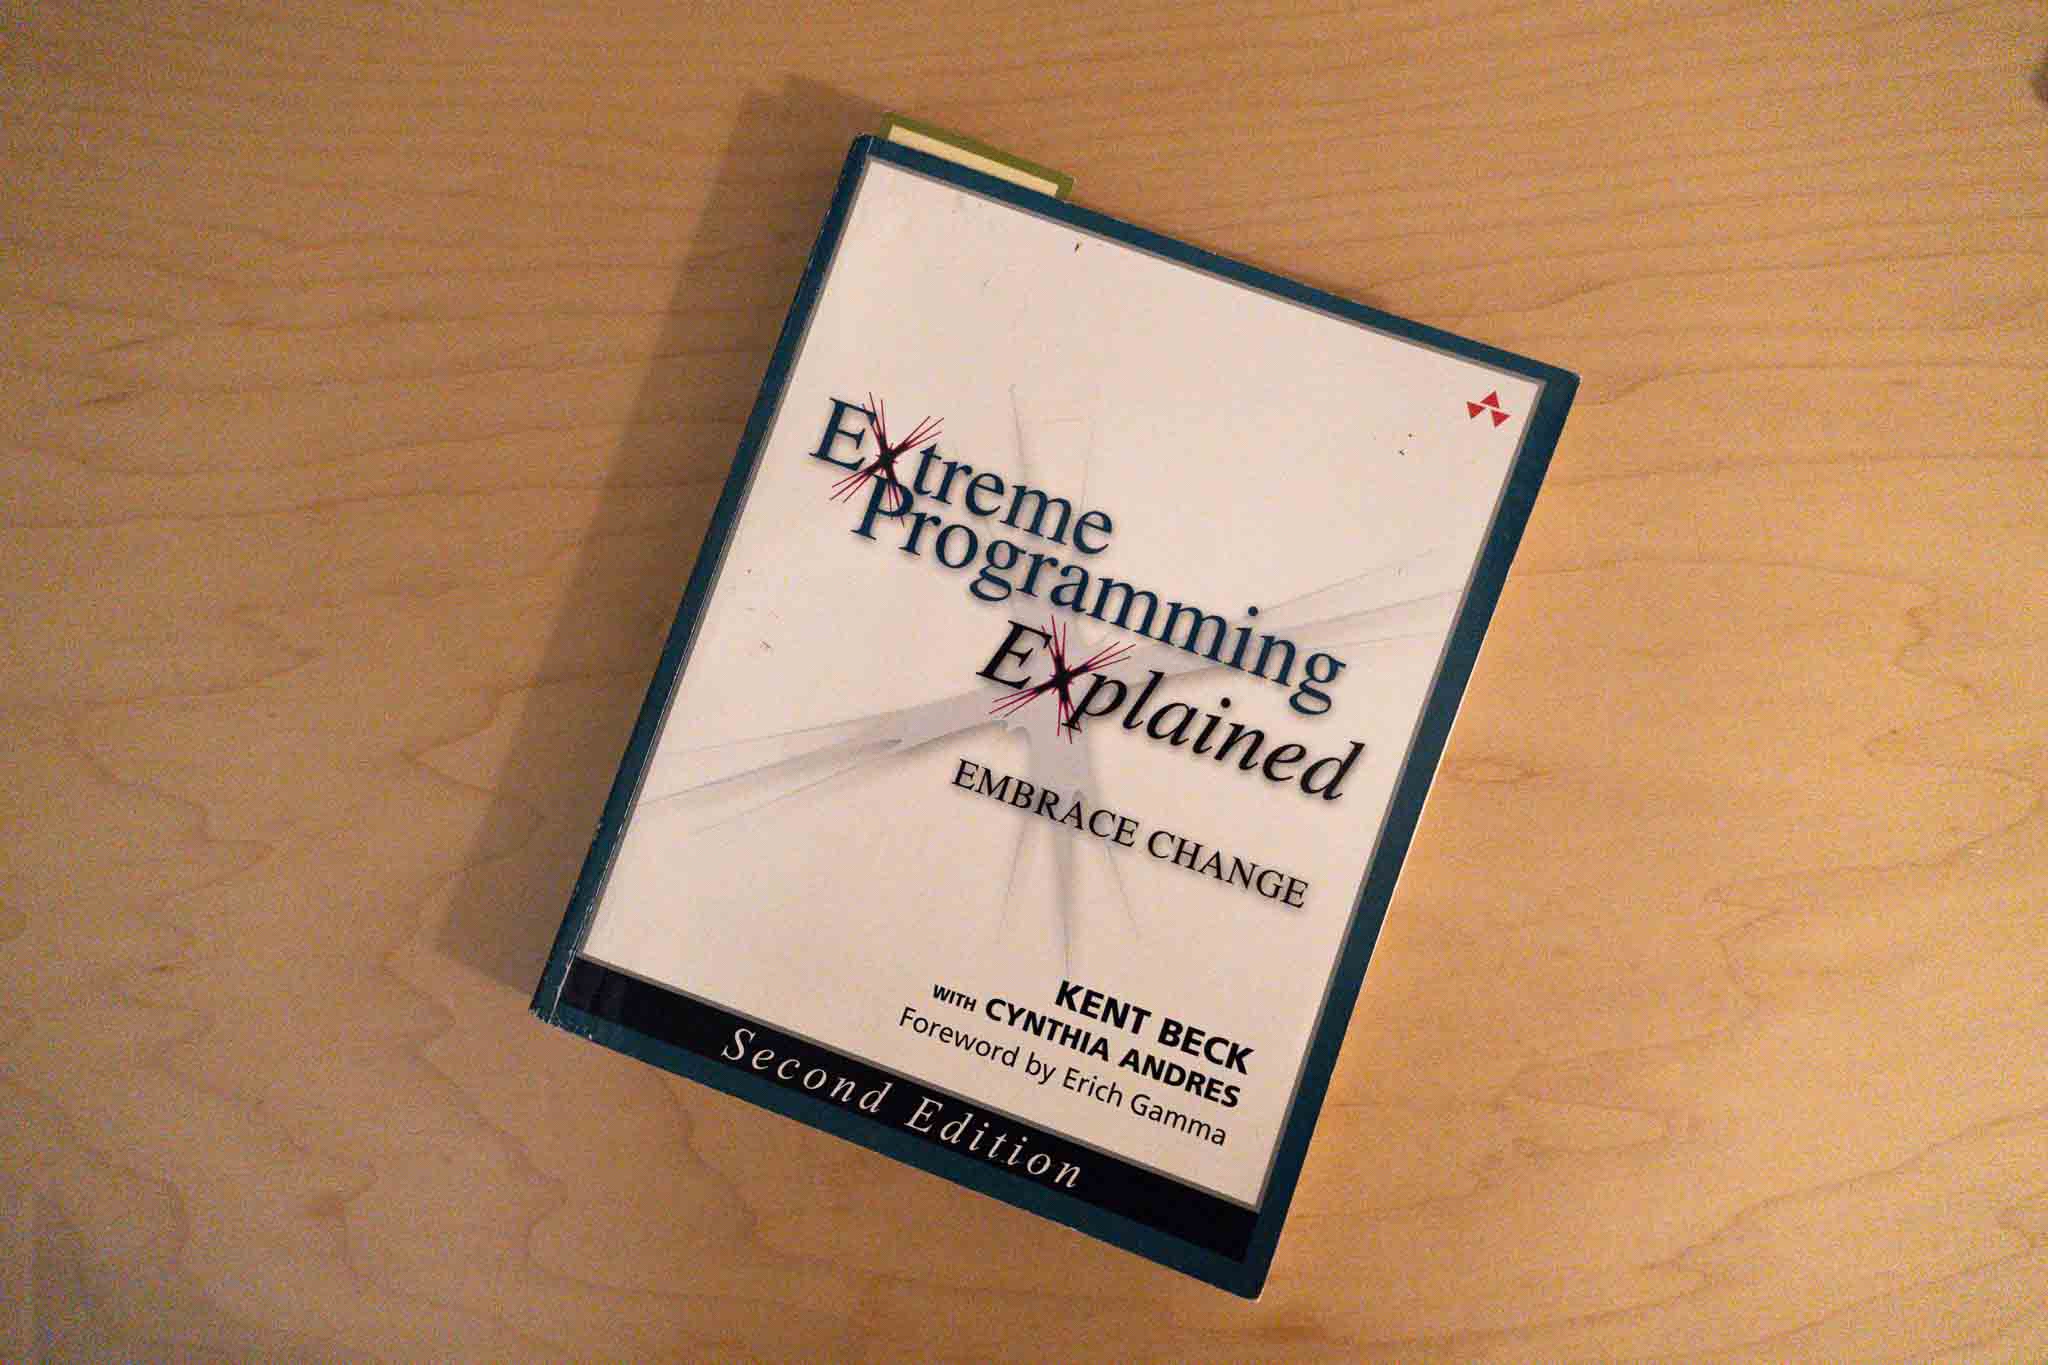 Extreme
Programming
Explained
EMBRACE CHANGE
KENT BECK
WITH CYNTHIA ANDRES
Foreword by Erich Gamma
Second Edition